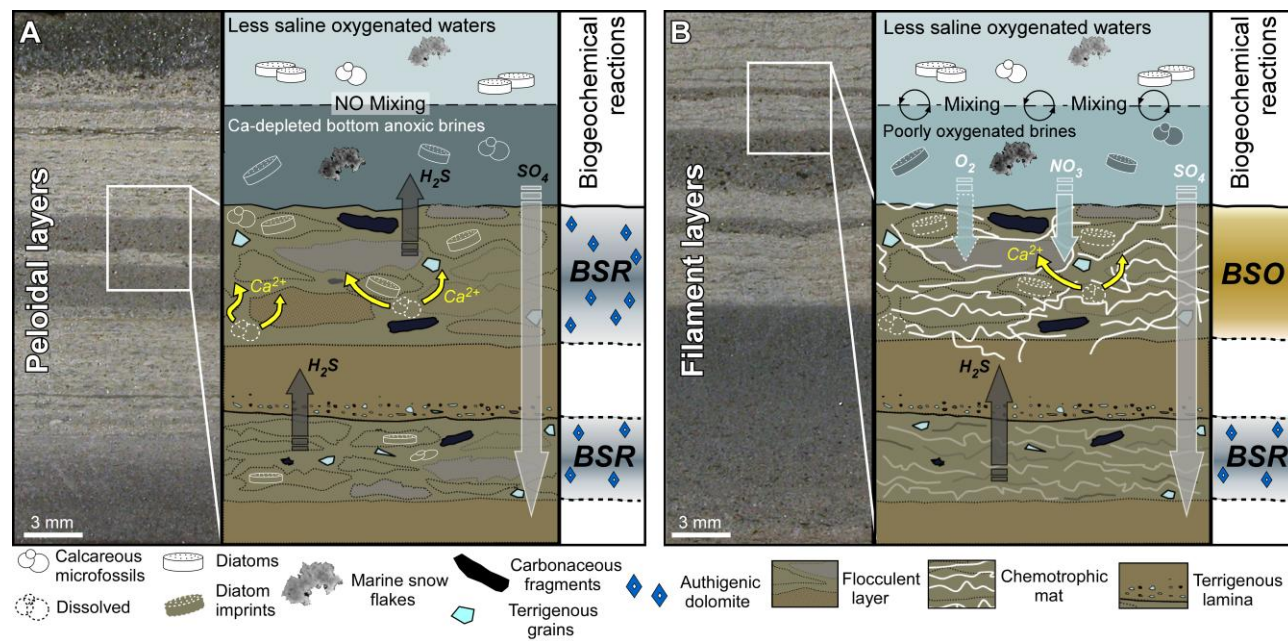 A
Peloidal layers
3 mm
Less saline oxygenated waters
NO Mixing
Ca-depleted bottom anoxic brines
H2S
SO4
Ca2+
Ca2+
H2S
Biogeochemical
reactions
BSR
BSR
B
Filament layers
3 mm
Less saline oxygenated waters
Mixing
Mixing
Poorly oxygenated brines
O2
NO3
SO4
Ca2+
H2S
Biogeochemical
reactions
BSO
BSR
Calcareous
microfossils
Dissolved
Diatoms
Diatom
imprints
Marine snow
flakes
Carbonaceous
fragments
Terrigenous
grains
Authigenic
dolomite
Flocculent
layer
Chemotrophic
mat
Terrigenous
lamina